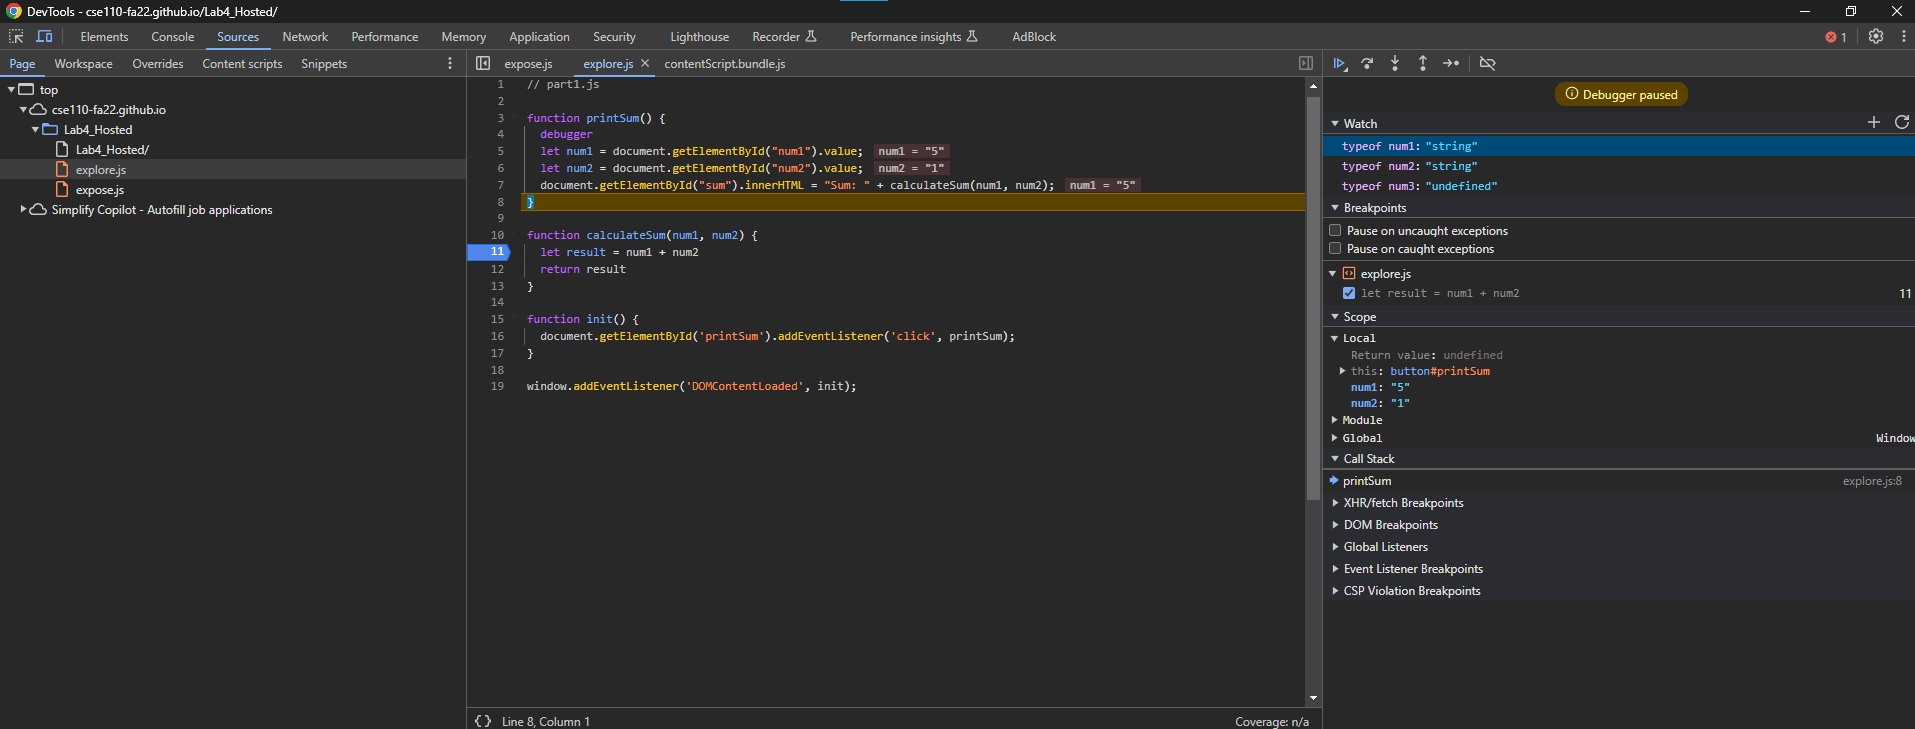 DevTools - cse110-fa22.github.io/Lab4_Hosted/
Elements Console Sources Network Performance Memory Application Security Lighthouse Recorder Performance insights AdBlock 1
Page Workspace Overrides Content scripts Snippets
top
cse110-fa22.github.io
Lab4_Hosted
Lab4_Hosted/
explore.js
expose.js
Simplify Copilot - Autofill job applications
expose.js explore.js contentScript.bundle.js
1 // part1.js
2
3 function printSum() {
4 debugger
5 let num1 = document.getElementById("num1").value; num1 = "5"
6 let num2 = document.getElementById("num2").value; num2 = "1"
7 document.getElementById("sum").innerHTML = "Sum: " + calculateSum(num1, num2); num1 = "5"
8 }
9
10 function calculateSum(num1, num2) {
11 let result = num1 + num2
12 return result
13 }
14
15 function init() {
16 document.getElementById('printSum').addEventListener('click', printSum);
17 }
18
19 window.addEventListener('DOMContentLoaded', init);
{} Line 8, Column 1 Coverage: n/a
Debugger paused
Watch
typeof num1: "string"
typeof num2: "string"
typeof num3: "undefined"
Breakpoints
Pause on uncaught exceptions
Pause on caught exceptions
explore.js
let result = num1 + num2 11
Scope
Local
Return value: undefined
this: button#printSum
num1: "5"
num2: "1"
Module
Global Window
Call Stack
printSum explore.js:8
XHR/fetch Breakpoints
DOM Breakpoints
Global Listeners
Event Listener Breakpoints
CSP Violation Breakpoints